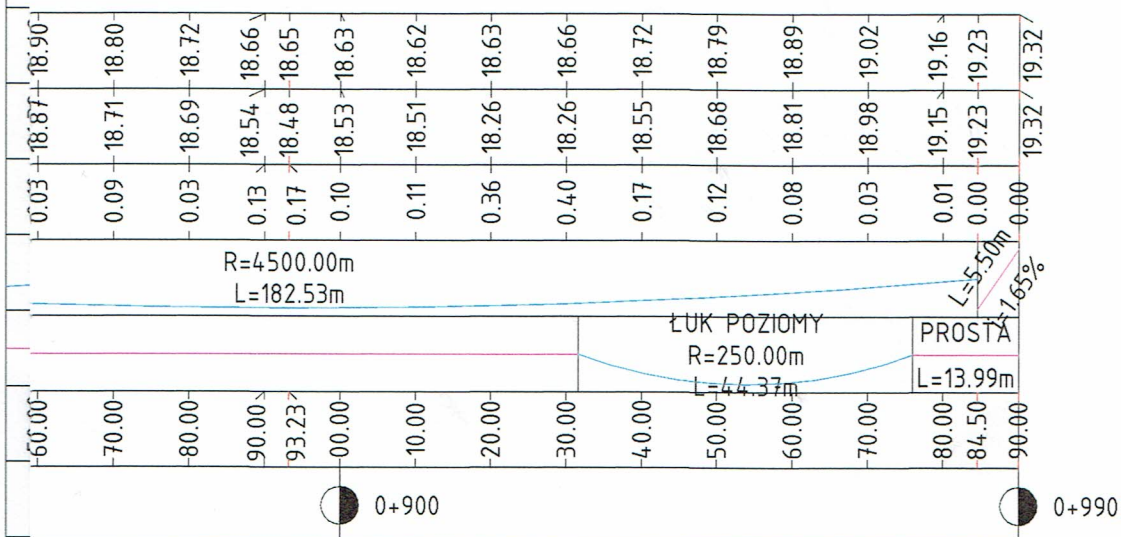 18.90 18.80 18.72 18.66 18.65 18.63 18.62 18.63 18.66 18.72 18.79 18.89 19.02 19.16 19.23 19.32
18.87 18.71 18.69 18.54 18.48 18.53 18.51 18.26 18.26 18.55 18.68 18.81 18.98 19.15 19.23 19.32
0.03 0.09 0.03 0.13 0.17 0.10 0.11 0.36 0.40 0.17 0.12 0.08 0.03 0.01 0.00 0.00
R=4500.00m
L=182.53m
L=5.50m
i=1.65%
ŁUK POZIOMY
R=250.00m
L=44.37m
PROSTA
L=13.99m
60.00 70.00 80.00 90.00 93.23 00.00 10.00 20.00 30.00 40.00 50.00 60.00 70.00 80.00 84.50 90.00
0+900
0+990